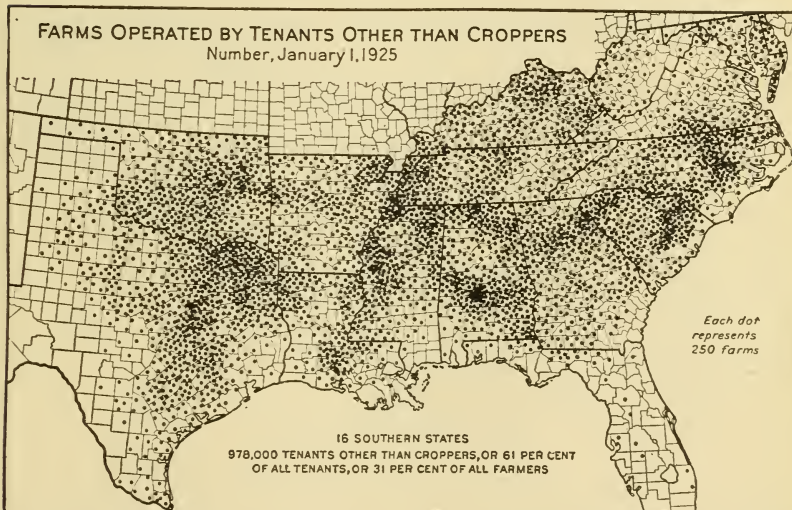 FARMS OPERATED BY TENANTS OTHER THAN CROPPERS
Number, January 1, 1925
Each dot
represents
250 farms
16 SOUTHERN STATES
978,000 TENANTS OTHER THAN CROPPERS, OR 61 PER CENT
OF ALL TENANTS, OR 31 PER CENT OF ALL FARMERS